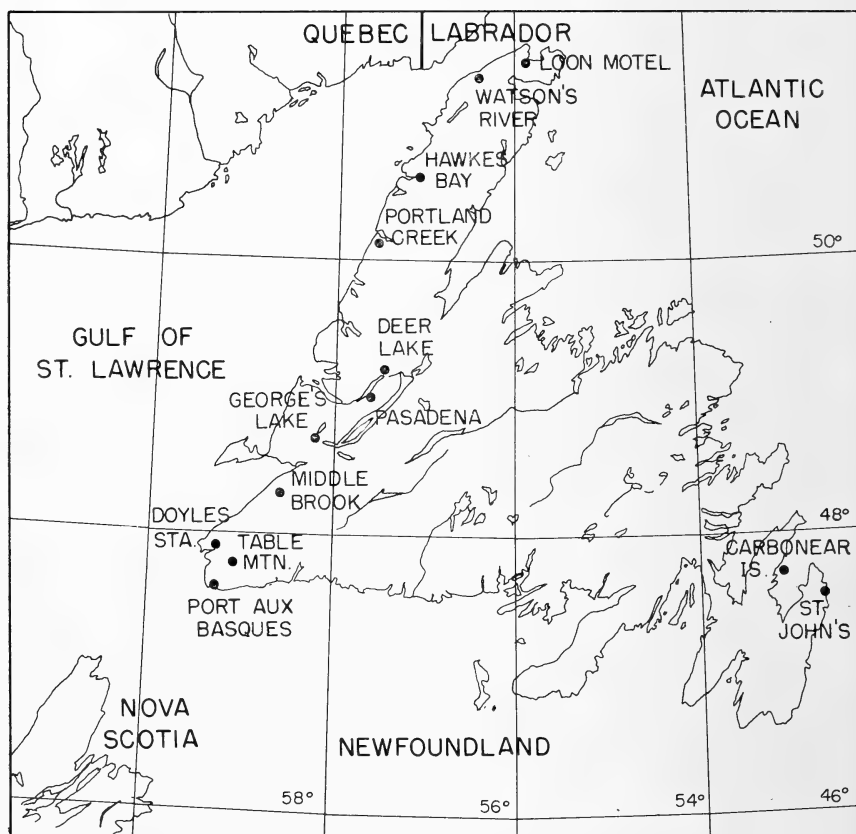 QUEBEC
LABRADOR
LOON MOTEL
WATSON'S
RIVER
ATLANTIC
OCEAN
HAWKES
BAY
PORTLAND
CREEK
50°
GULF OF
ST. LAWRENCE
DEER
LAKE
GEORGE'S
LAKE
PASADENA
MIDDLE
BROOK
DOYLES
STA.
TABLE
MTN.
48°
CARBONEAR
IS.
PORT AUX
BASQUES
ST.
JOHN'S
NOVA
SCOTIA
NEWFOUNDLAND
58°
56°
54°
46°